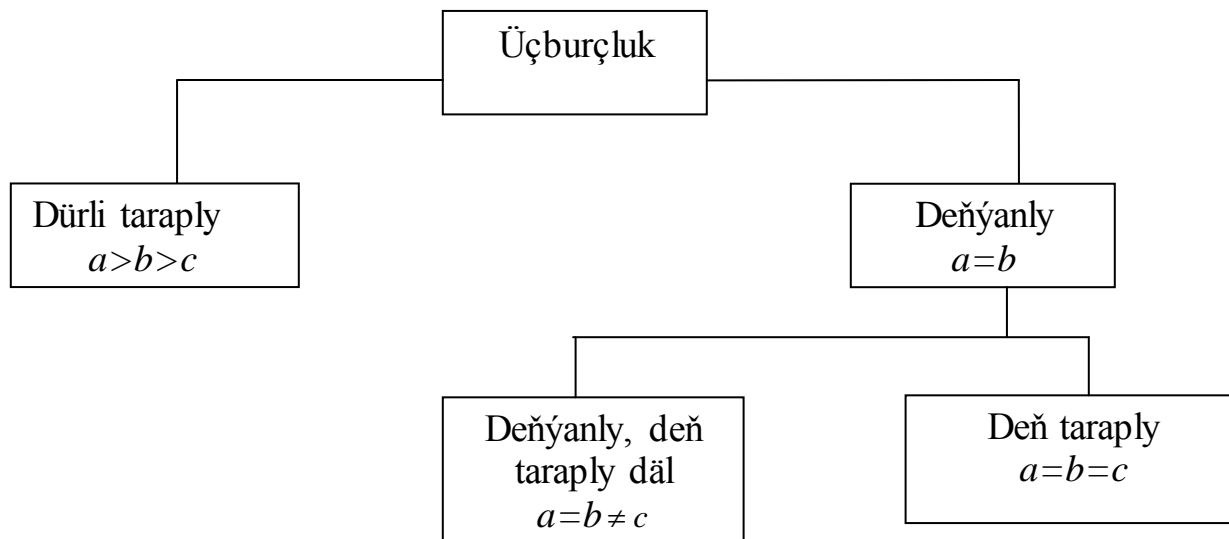 Üçburçluk
Dürli taraply
a>b>c
Deňýanly
a=b
Deňýanly, deň
taraply däl
a=b≠c
Deň taraply
a=b=c